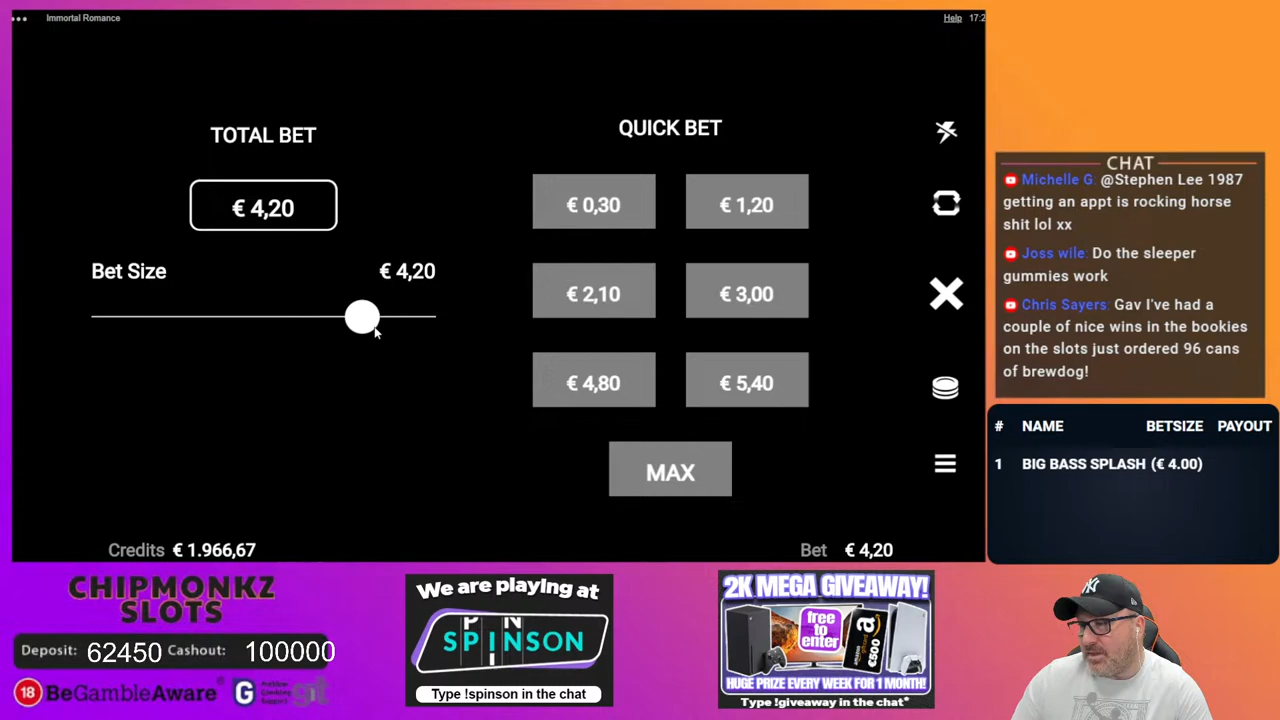 Immortal Romance
Help 17:2
TOTAL BET
€ 4,20
Bet Size € 4,20
QUICK BET
€ 0,30 € 1,20
€ 2,10 € 3,00
€ 4,80 € 5,40
MAX
Credits € 1.966,67
Bet € 4,20
CHAT
Michelle G: @Stephen Lee 1987
getting an appt is rocking horse
shit lol xx
Joss wile: Do the sleeper
gummies work
Chris Sayers: Gav I've had a
couple of nice wins in the bookies
on the slots just ordered 96 cans
of brewdog!
# NAME BETSIZE PAYOUT
1 BIG BASS SPLASH (€ 4.00)
CHIPMONKZ
SLOTS
Deposit: 62450 Cashout: 100000
18 BeGambleAware
We are playing at
SPINSON
Type !spinson in the chat
2K MEGA GIVEAWAY!
free
to
enter
a
amazon
giftcard
€500
HUGE PRIZE EVERY WEEK FOR 1 MONTH!
Type !giveaway in the chat*
NY